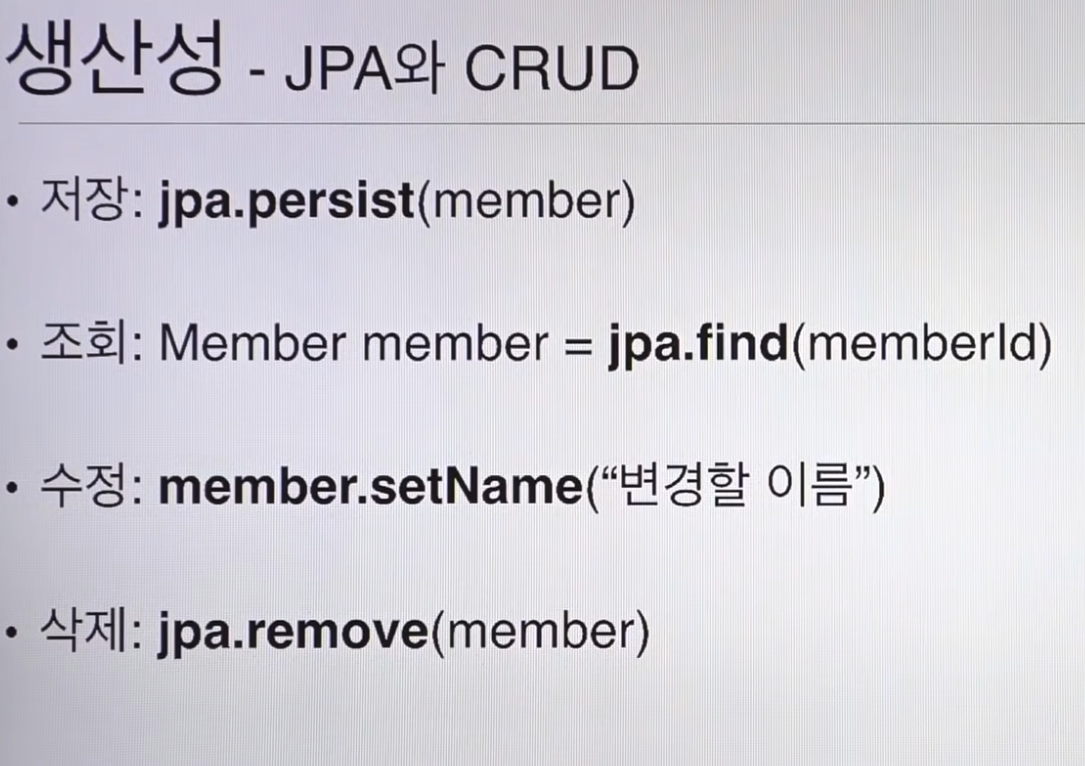 생산성 - JPA와 CRUD
• 저장: jpa.persist(member)
• 조회: Member member = jpa.find(memberId)
• 수정: member.setName(“변경할 이름”)
• 삭제: jpa.remove(member)